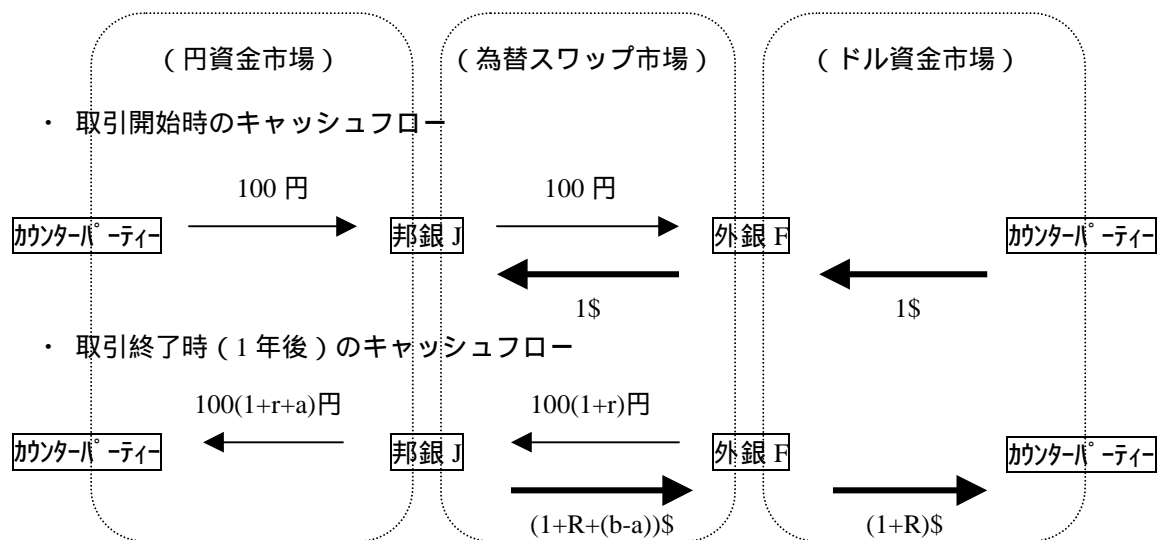 （円資金市場） （為替スワップ市場） （ドル資金市場）
・ 取引開始時のキャッシュフロー
100 円 100 円
ｶｳﾝﾀｰﾊﾟｰﾃｨｰ 邦銀 J 外銀 F ｶｳﾝﾀｰﾊﾟｰﾃｨｰ
1$ 1$
・ 取引終了時（1 年後）のキャッシュフロー
100(1+r+a)円 100(1+r)円
ｶｳﾝﾀｰﾊﾟｰﾃｨｰ 邦銀 J 外銀 F ｶｳﾝﾀｰﾊﾟｰﾃｨｰ
(1+R+(b-a))$ (1+R)$